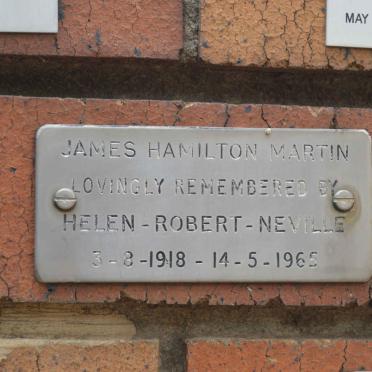 MAY
JAMES HAMILTON MARTIN
LOVINGLY REMEMBERED BY
HELEN - ROBERT - NEVILLE
3 - 8 - 1918 - 14 - 5 - 1965